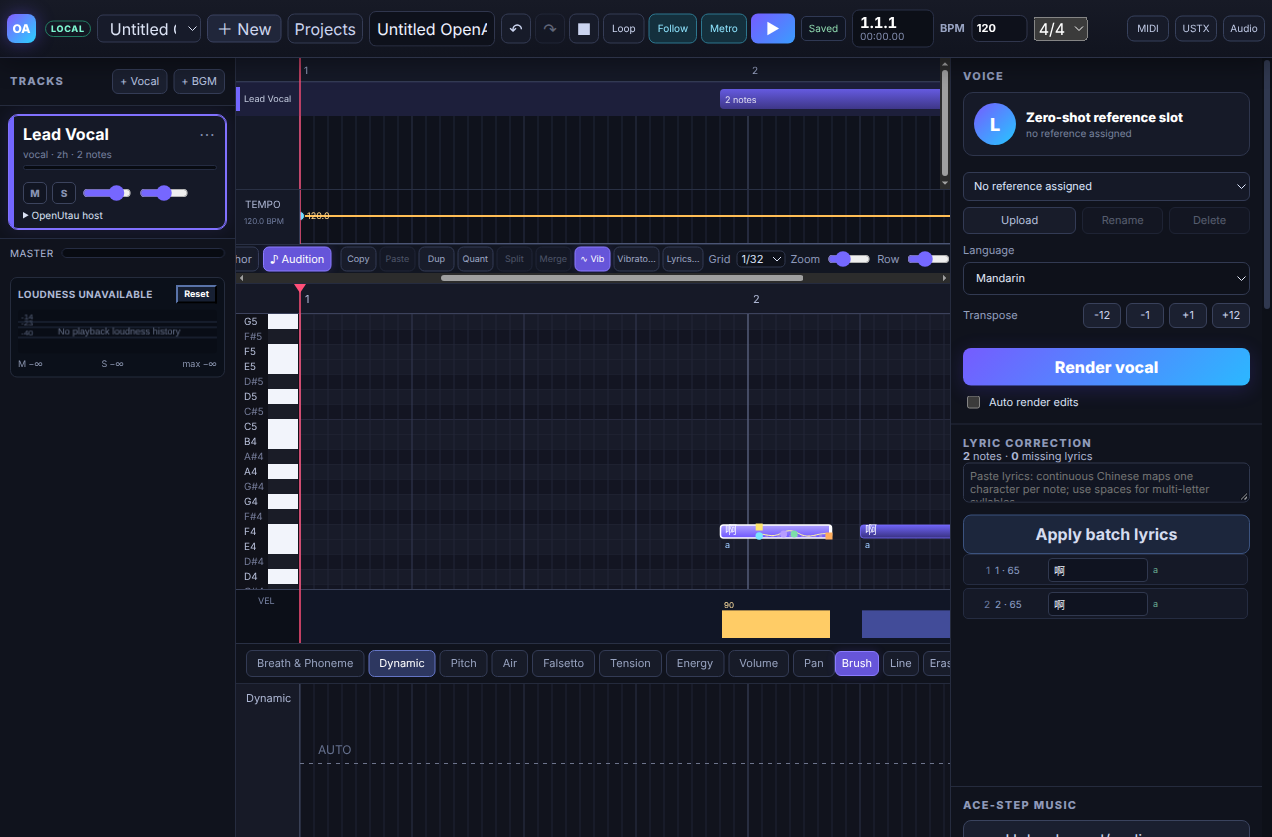 OA LOCAL Untitled ( + New Projects Untitled OpenA Loop Follow Metro Saved 1.1.1 00:00.00 BPM 120 4/4 MIDI USTX Audio
TRACKS + Vocal + BGM
Lead Vocal ...
vocal · zh · 2 notes
M S
OpenUtau host
MASTER
LOUDNESS UNAVAILABLE Reset
-14
-23
-40
No playback loudness history
M −∞ S −∞ max −∞
1 2
Lead Vocal 2 notes
TEMPO
120.0 BPM 120.0
hor Audition Copy Paste Dup Quant Split Merge ∿ Vib Vibrato... Lyrics... Grid 1/32 Zoom Row
1 2
G5
F#5
F5
E5
D#5
D5
C#5
C5
B4
A#4
A4
G#4
G4
F#4
F4 啊 啊
E4 a a
D#4
D4
VEL 90
Breath & Phoneme Dynamic Pitch Air Falsetto Tension Energy Volume Pan Brush Line Eras
Dynamic
AUTO
VOICE
L Zero-shot reference slot
no reference assigned
No reference assigned
Upload Rename Delete
Language
Mandarin
Transpose -12 -1 +1 +12
Render vocal
Auto render edits
LYRIC CORRECTION
2 notes · 0 missing lyrics
Paste lyrics: continuous Chinese maps one
character per note; use spaces for multi-letter
Apply batch lyrics
1 1 · 65 啊 a
2 2 · 65 啊 a
ACE-STEP MUSIC